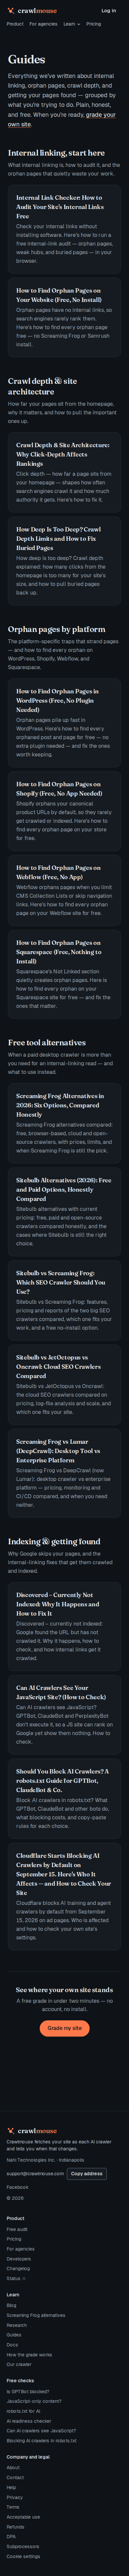 crawlmouse
Log in
Product For agencies Learn Pricing
Guides
Everything we've written about internal
linking, orphan pages, crawl depth, and
getting your pages found — grouped by
what you're trying to do. Plain, honest,
and free. When you're ready, grade your
own site.
Internal linking, start here
What internal linking is, how to audit it, and the
orphan pages that quietly waste your work.
Internal Link Checker: How to
Audit Your Site's Internal Links
Free
Check your internal links without
installing software. Here's how to run a
free internal-link audit — orphan pages,
weak hubs, and buried pages — in your
browser.
How to Find Orphan Pages on
Your Website (Free, No Install)
Orphan pages have no internal links, so
search engines rarely rank them.
Here's how to find every orphan page
free — no Screaming Frog or Semrush
install.
Crawl depth & site
architecture
How far your pages sit from the homepage,
why it matters, and how to pull the important
ones up.
Crawl Depth & Site Architecture:
Why Click-Depth Affects
Rankings
Click depth — how far a page sits from
your homepage — shapes how often
search engines crawl it and how much
authority it gets. Here's how to fix it.
How Deep Is Too Deep? Crawl
Depth Limits and How to Fix
Buried Pages
How deep is too deep? Crawl depth
explained: how many clicks from the
homepage is too many for your site's
size, and how to pull buried pages
back up.
Orphan pages by platform
The platform-specific traps that strand pages
— and how to find every orphan on
WordPress, Shopify, Webflow, and
Squarespace.
How to Find Orphan Pages in
WordPress (Free, No Plugin
Needed)
Orphan pages pile up fast in
WordPress. Here's how to find every
orphaned post and page for free — no
extra plugin needed — and fix the ones
worth keeping.
How to Find Orphan Pages on
Shopify (Free, No App Needed)
Shopify orphans your perennial
product URLs by default, so they rarely
get crawled or indexed. Here's how to
find every orphan page and fix it
for free.
How to Find Orphan Pages on
Webflow (Free, No App)
Webflow orphans pages when you limit
CMS Collection Lists or skip navigation
links. Here's how to find every orphan
page on your Webflow site for free.
How to Find Orphan Pages on
Squarespace (Free, Nothing to
Install)
Squarespace's Not Linked section
quietly creates orphan pages. Here is
how to find every orphan on your
Squarespace site for free — and fix the
ones that matter.
Free tool alternatives
When a paid desktop crawler is more than
you need for an internal-linking read — and
what to use instead.
Screaming Frog Alternatives in
2026: Six Options, Compared
Honestly
Screaming Frog alternatives compared:
free, browser-based, cloud and open-
source crawlers, with prices, limits, and
when Screaming Frog is still the pick.
Sitebulb Alternatives (2026): Free
and Paid Options, Honestly
Compared
Sitebulb alternatives with current
pricing: free, paid and open-source
crawlers compared honestly, and the
cases where Sitebulb is still the right
choice.
Sitebulb vs Screaming Frog:
Which SEO Crawler Should You
Use?
Sitebulb vs Screaming Frog: features,
pricing and limits of the two big SEO
crawlers compared, which one fits your
work, and a free no-install option.
Sitebulb vs JetOctopus vs
Oncrawl: Cloud SEO Crawlers
Compared
Sitebulb vs JetOctopus vs Oncrawl:
the cloud SEO crawlers compared on
pricing, log-file analysis and scale, and
which one fits your site.
Screaming Frog vs Lumar
(DeepCrawl): Desktop Tool vs
Enterprise Platform
Screaming Frog vs DeepCrawl (now
Lumar): desktop crawler vs enterprise
platform — pricing, monitoring and
CI/CD compared, and when you need
neither.
Indexing & getting found
Why Google skips your pages, and the
internal-linking fixes that get them crawled
and indexed.
Discovered – Currently Not
Indexed: Why It Happens and
How to Fix It
Discovered – currently not indexed:
Google found the URL but has not
crawled it. Why it happens, how to
check, and how internal links get it
crawled.
Can AI Crawlers See Your
JavaScript Site? (How to Check)
Can AI crawlers see JavaScript?
GPTBot, ClaudeBot and PerplexityBot
don't execute it, so a JS site can rank on
Google yet show them nothing. How to
check.
Should You Block AI Crawlers? A
robots.txt Guide for GPTBot,
ClaudeBot & Co.
Block AI crawlers in robots.txt? What
GPTBot, ClaudeBot and other bots do,
what blocking costs, and copy-paste
rules for each choice.
Cloudflare Starts Blocking AI
Crawlers by Default on
September 15. Here's Who It
Affects — and How to Check Your
Site
Cloudflare blocks AI training and agent
crawlers by default from September
15, 2026 on ad pages. Who is affected
and how to check your own site's
settings.
See where your own site stands
A free grade in under two minutes — no
account, no install.
Grade my site
crawlmouse
Crawlmouse fetches your site as each AI crawler
and tells you when that changes.
Nahi Technologies Inc. · Indianapolis
support@crawlmouse.com Copy address
Facebook
© 2026
Product
Free audit
Pricing
For agencies
Developers
Changelog
Status
Learn
Blog
Screaming Frog alternatives
Research
Guides
Docs
How the grade works
Our crawler
Free checks
Is GPTBot blocked?
JavaScript-only content?
robots.txt for AI
AI readiness checker
Can AI crawlers see JavaScript?
Blocking AI crawlers in robots.txt
Company and legal
About
Contact
Help
Privacy
Terms
Acceptable use
Refunds
DPA
Subprocessors
Cookie settings